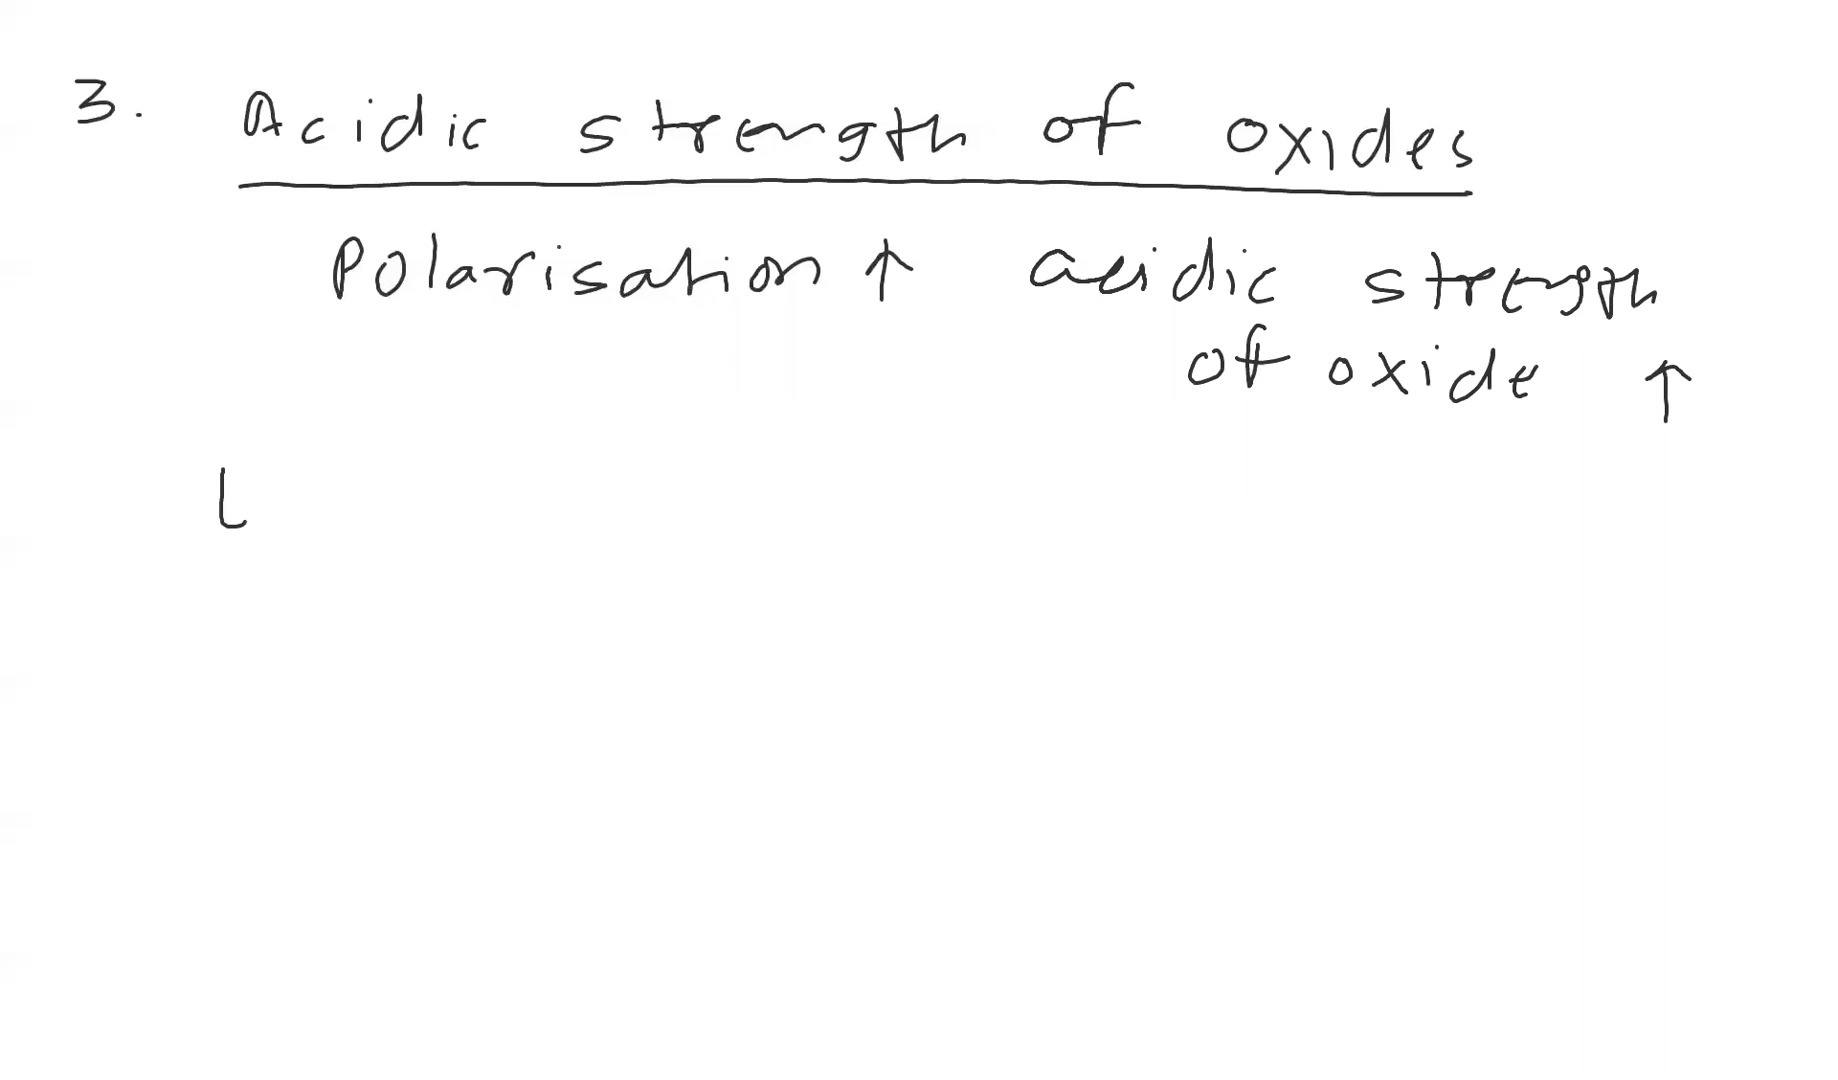 3. Acidic strength of oxides
Polarisation ↑ acidic strength
of oxide ↑
L